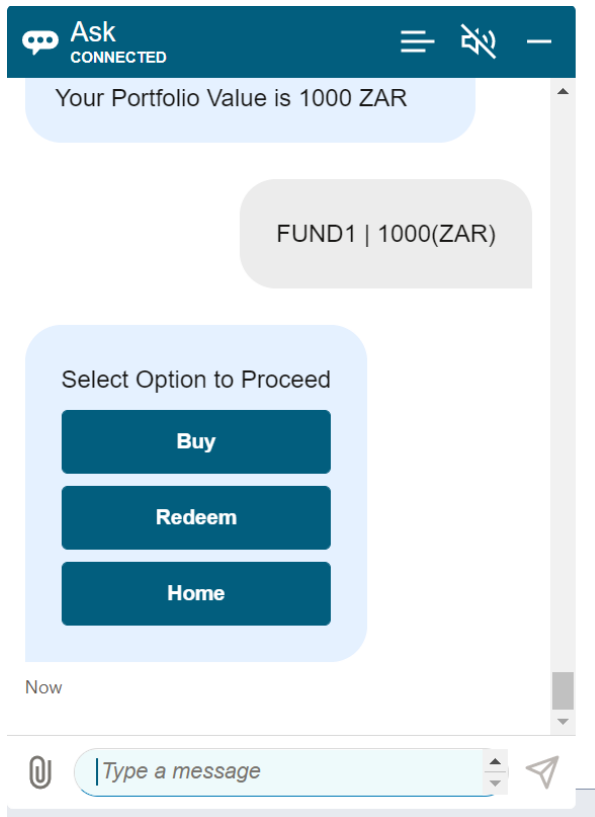 Ask
CONNECTED
Your Portfolio Value is 1000 ZAR
FUND1 | 1000(ZAR)
Select Option to Proceed
Buy
Redeem
Home
Now
Type a message